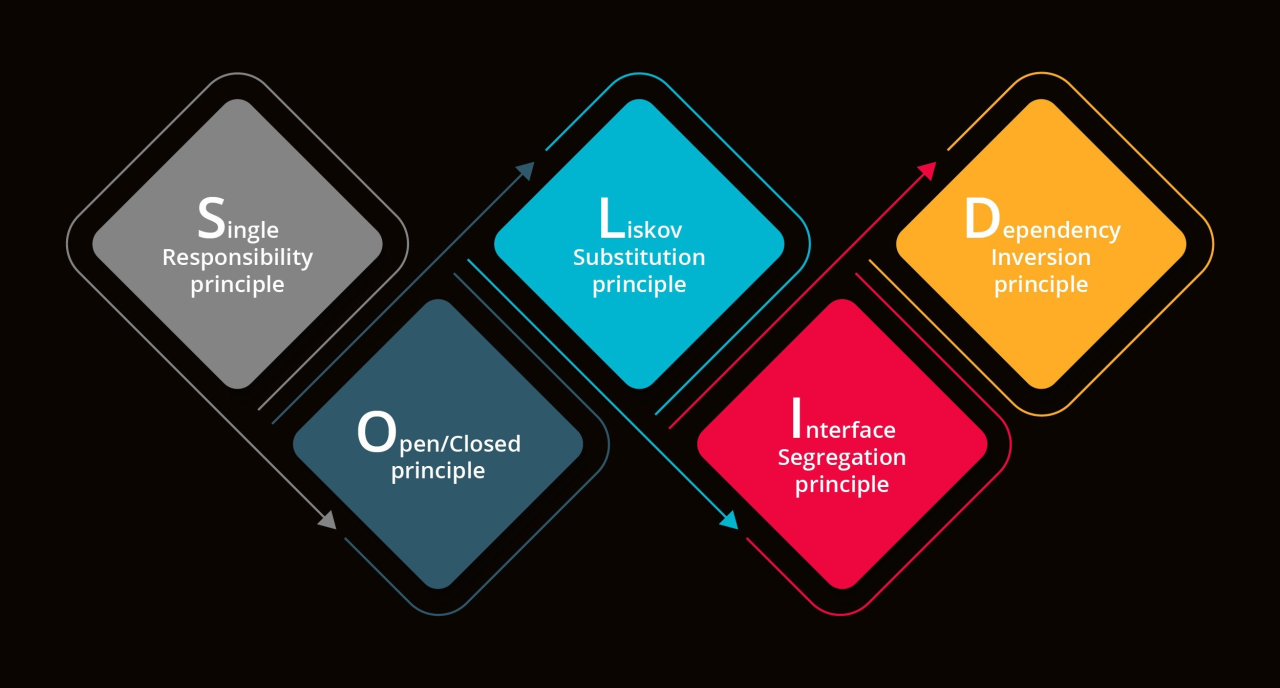 Single
Responsibility
principle
Open/Closed
principle
Liskov
Substitution
principle
Interface
Segregation
principle
Dependency
Inversion
principle